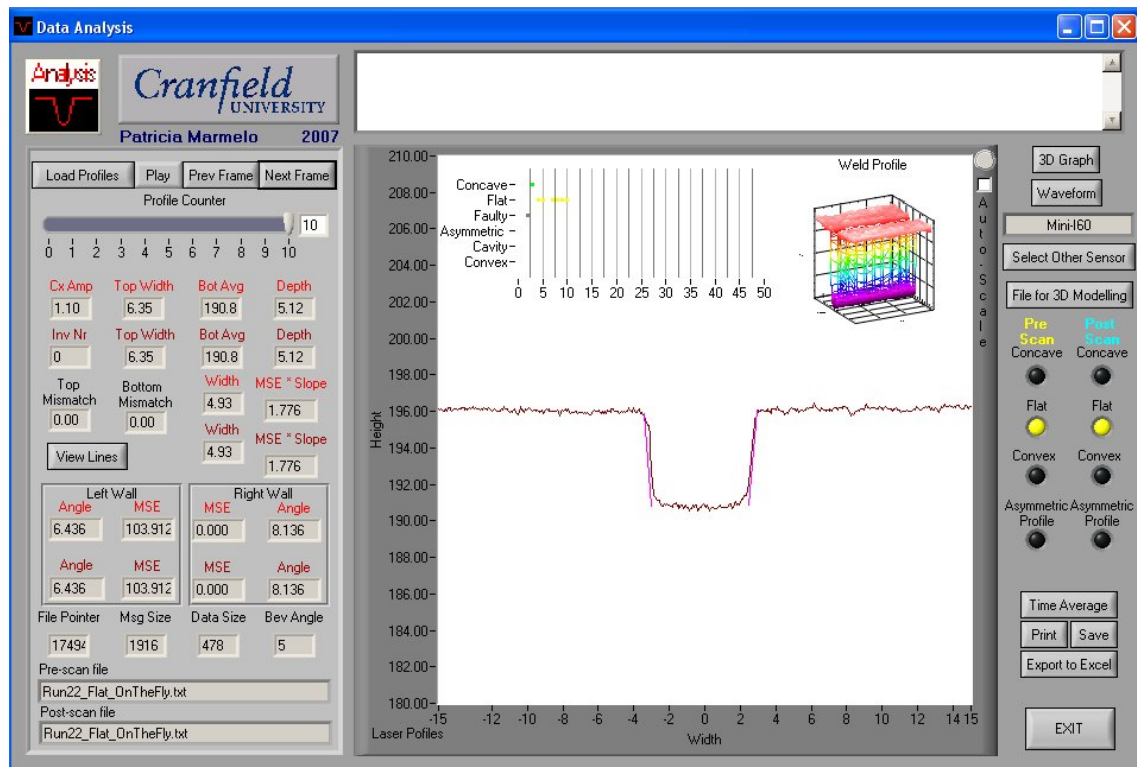 Data Analysis
Analysis
Cranfield
UNIVERSITY
Patricia Marmelo 2007
Load Profiles Play Prev Frame Next Frame
Profile Counter
10
0 1 2 3 4 5 6 7 8 9 10
Cx Amp Top Width Bot Avg Depth
1.10 6.35 190.8 5.12
Inv Nr Top Width Bot Avg Depth
0 6.35 190.8 5.12
Top Mismatch Bottom Mismatch Width MSE * Slope
0.00 0.00 4.93 1.776
Width MSE * Slope
4.93 1.776
View Lines
Left Wall Right Wall
Angle MSE MSE Angle
6.436 103.912 0.000 8.136
Angle MSE MSE Angle
6.436 103.912 0.000 8.136
File Pointer Msg Size Data Size Bev Angle
1749 1916 478 5
Pre-scan file
Run22_Flat_OnTheFly.txt
Post-scan file
Run22_Flat_OnTheFly.txt
210.00
208.00
206.00
204.00
202.00
200.00
198.00
196.00
194.00
192.00
190.00
188.00
186.00
184.00
182.00
180.00
Height
-15 -12 -10 -8 -6 -4 -2 0 2 4 6 8 10 12 14 15
Width
Laser Pofiles
Concave
Flat
Faulty
Asymmetric
Cavity
Convex
0 5 10 15 20 25 30 35 40 45 50
Weld Profile
Auto-Scale
3D Graph
Waveform
Mini-I60
Select Other Sensor
File for 3D Modelling
Pre Scan Post Scan
Concave Concave
Flat Flat
Convex Convex
Asymmetric Profile Asymmetric Profile
Time Average
Print Save
Export to Excel
EXIT